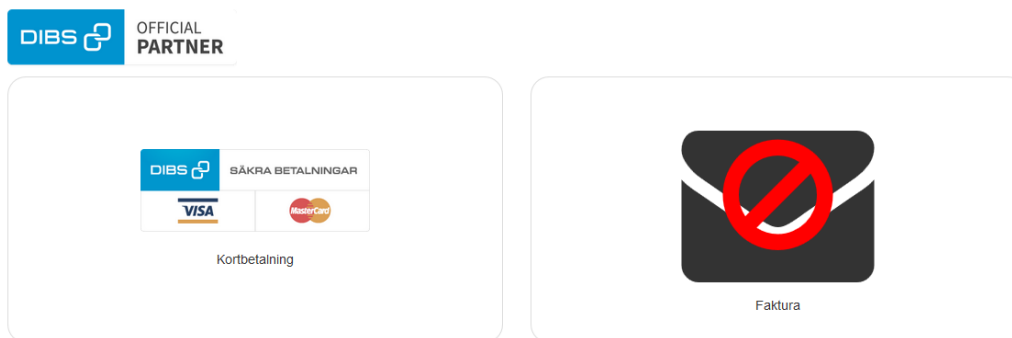 DIBS OFFICIAL
PARTNER
DIBS SÄKRA BETALNINGAR
VISA MasterCard
Kortbetalning
Faktura